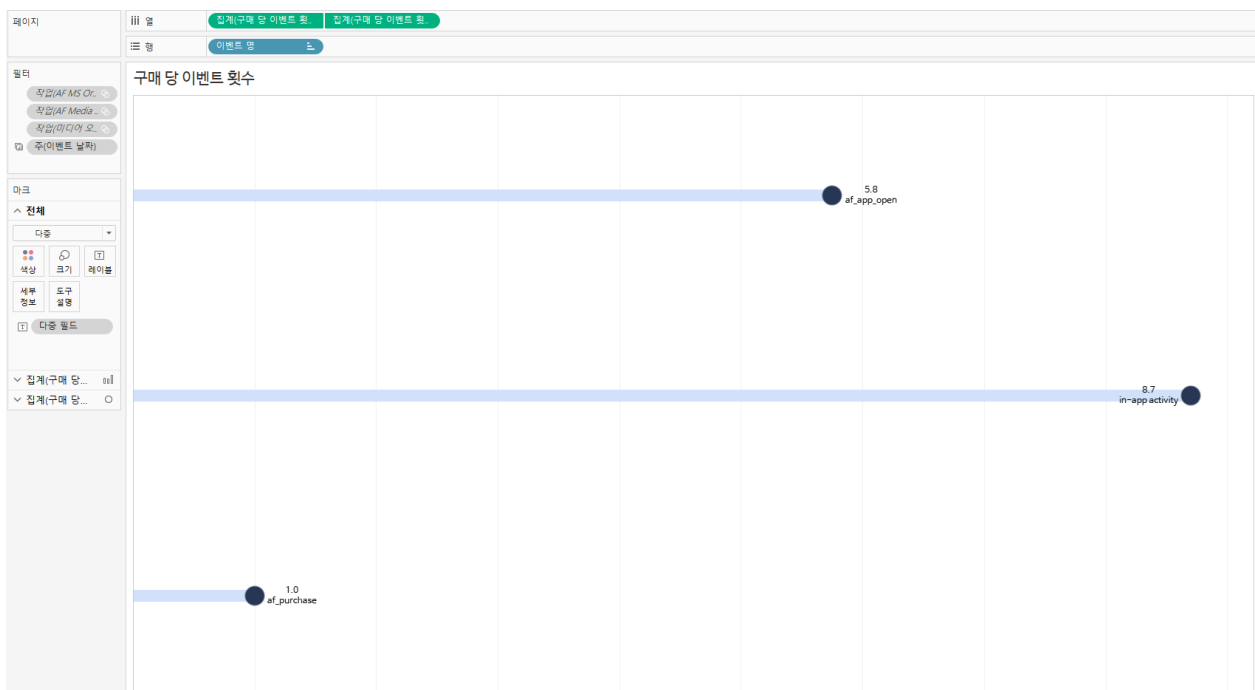 페이지
iii 열
집계(구매 당 이벤트 횟.. 집계(구매 당 이벤트 횟..
행
이벤트 명
필터
작업(AF MS Or..
작업(AF Media ..
작업(미디어 오..
주(이벤트 날짜)
구매 당 이벤트 횟수
5.8
af_app_open
8.7
in-app activity
1.0
af_purchase
마크
전체
다중
색상
크기
레이블
세부
정보
도구
설명
다중 필드
집계(구매 당...
집계(구매 당...